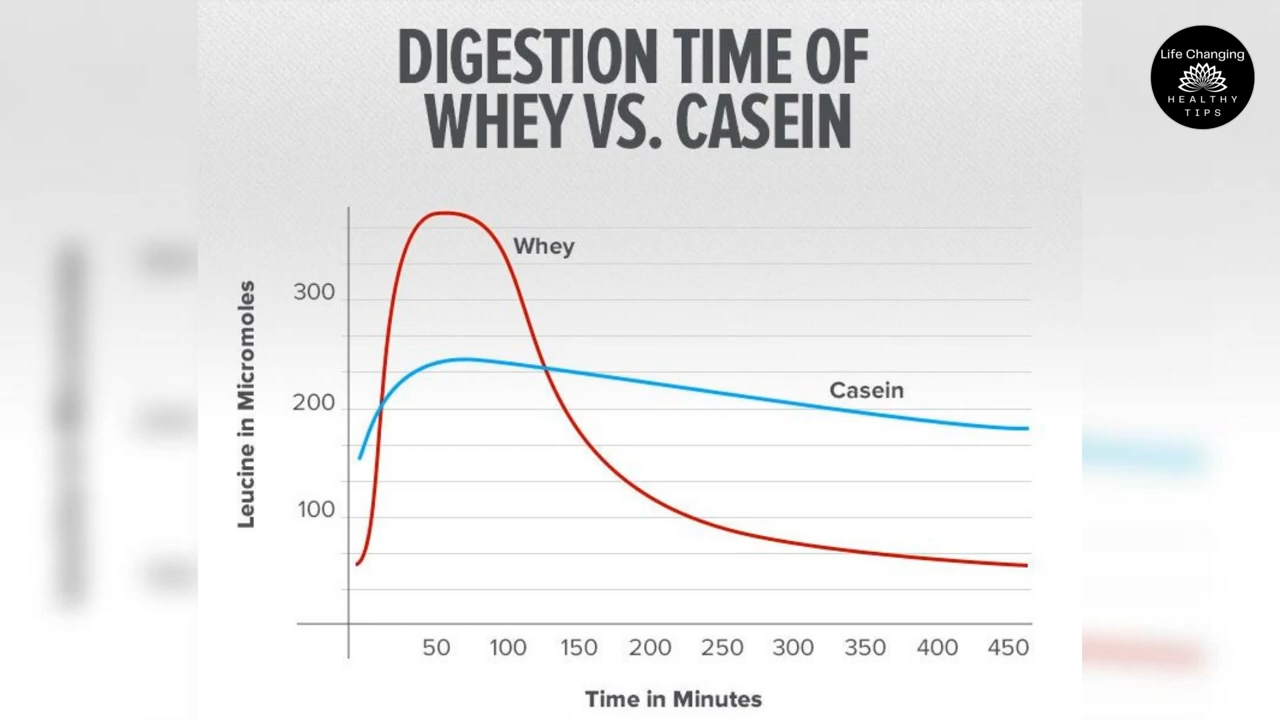 DIGESTION TIME OF
WHEY VS. CASEIN
Life Changing
HEALTHY
TIPS
Whey
Casein
Leucine in Micromoles
300
200
100
50 100 150 200 250 300 350 400 450
Time in Minutes